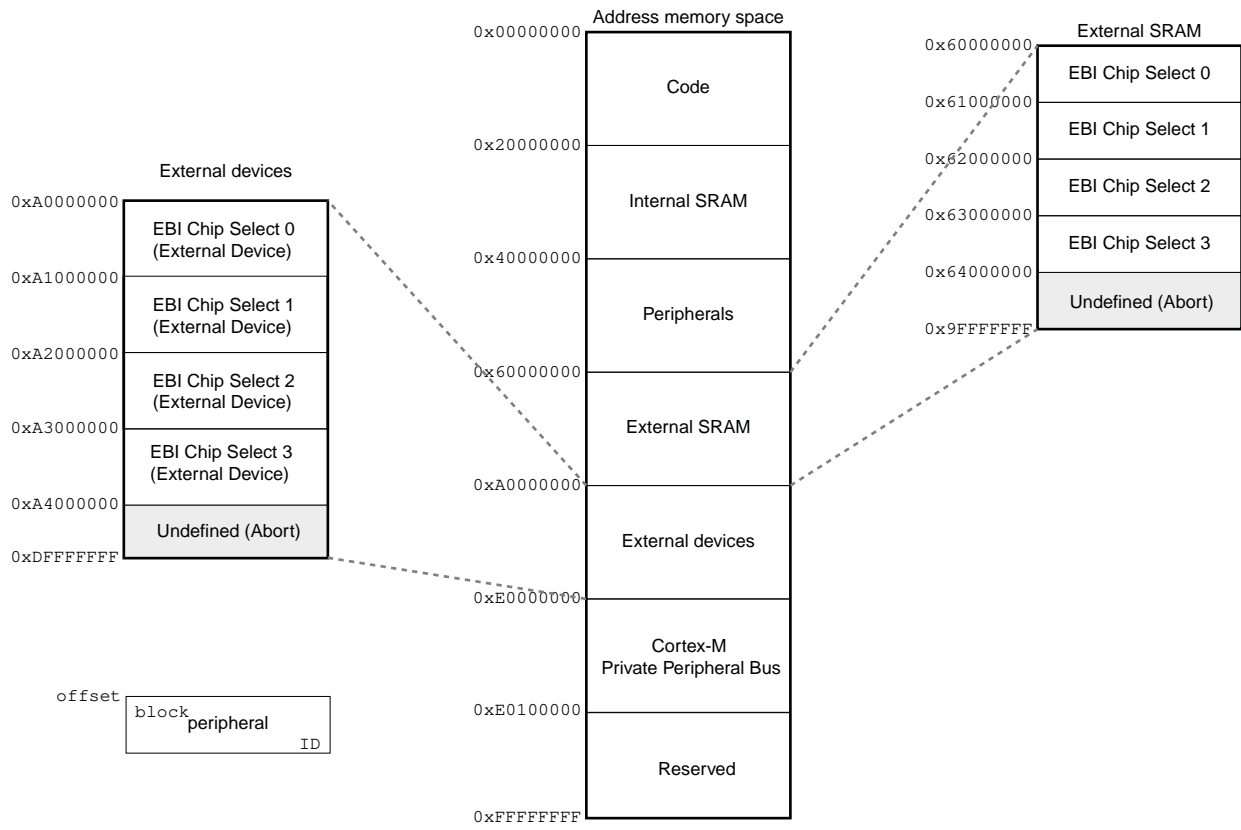 Address memory space
0x00000000
Code
0x20000000
Internal SRAM
0x40000000
Peripherals
0x60000000
External SRAM
0xA0000000
External devices
0xE0000000
Cortex-M
Private Peripheral Bus
0xE0100000
Reserved
0xFFFFFFFF
External devices
0xA0000000
EBI Chip Select 0
(External Device)
0xA1000000
EBI Chip Select 1
(External Device)
0xA2000000
EBI Chip Select 2
(External Device)
0xA3000000
EBI Chip Select 3
(External Device)
0xA4000000
Undefined (Abort)
0xDFFFFFFF
offset
block
peripheral
ID
External SRAM
0x60000000
EBI Chip Select 0
0x61000000
EBI Chip Select 1
0x62000000
EBI Chip Select 2
0x63000000
EBI Chip Select 3
0x64000000
Undefined (Abort)
0x9FFFFFFF